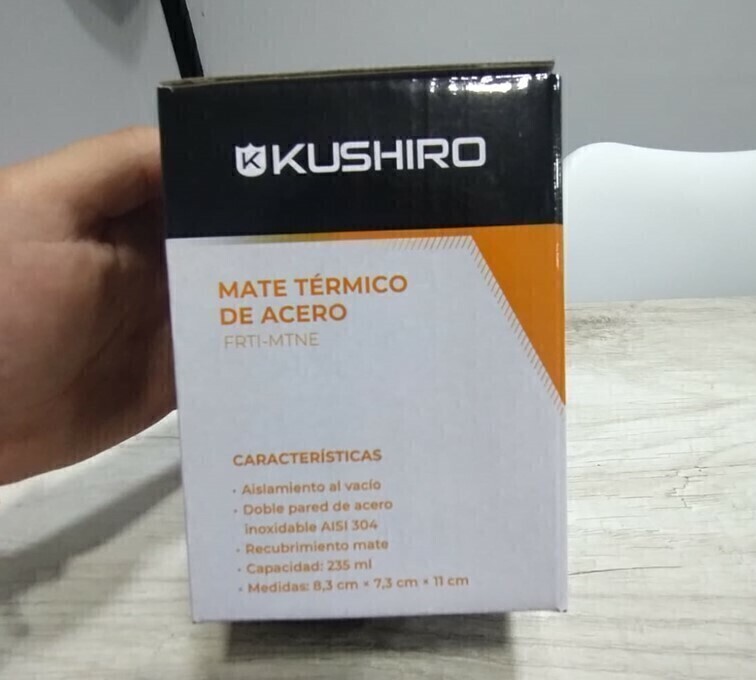 KUSHIRO
MATE TÉRMICO
DE ACERO
FRTI-MTNE
CARACTERÍSTICAS
• Aislamiento al vacío
• Doble pared de acero
inoxidable AISI 304
• Recubrimiento mate
• Capacidad: 235 ml
• Medidas: 8,3 cm × 7,3 cm × 11 cm